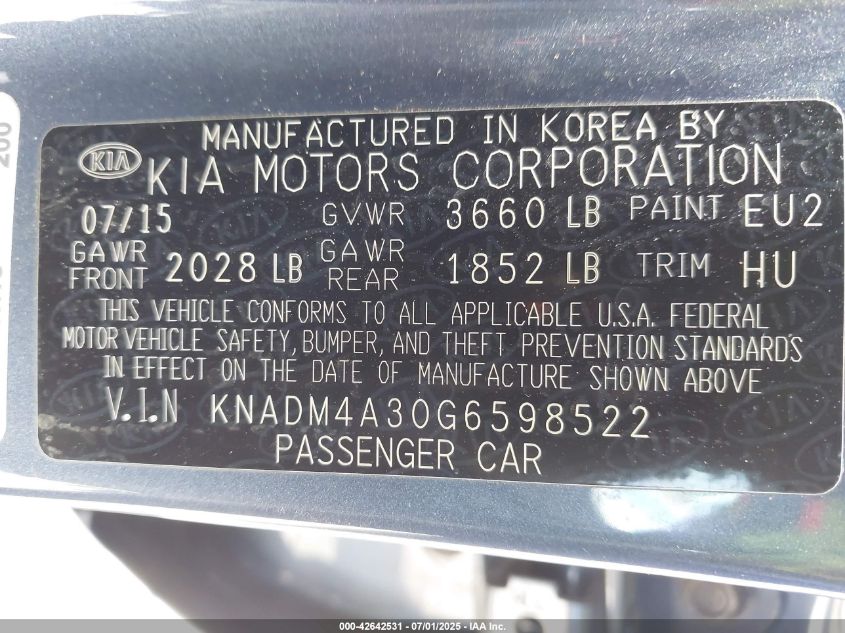 MANUFACTURED IN KOREA BY
KIA KIA MOTORS CORPORATION
07/15 GVWR 3660 LB PAINT EU2
GAWR FRONT 2028 LB GAWR REAR 1852 LB TRIM HU
THIS VEHICLE CONFORMS TO ALL APPLICABLE U.S.A. FEDERAL
MOTOR VEHICLE SAFETY, BUMPER, AND THEFT PREVENTION STANDARDS
IN EFFECT ON THE DATE OF MANUFACTURE SHOWN ABOVE
V.I.N KNADM4A30G6598522
PASSENGER CAR
200
000-42642531 - 07/01/2025 - IAAI.COM